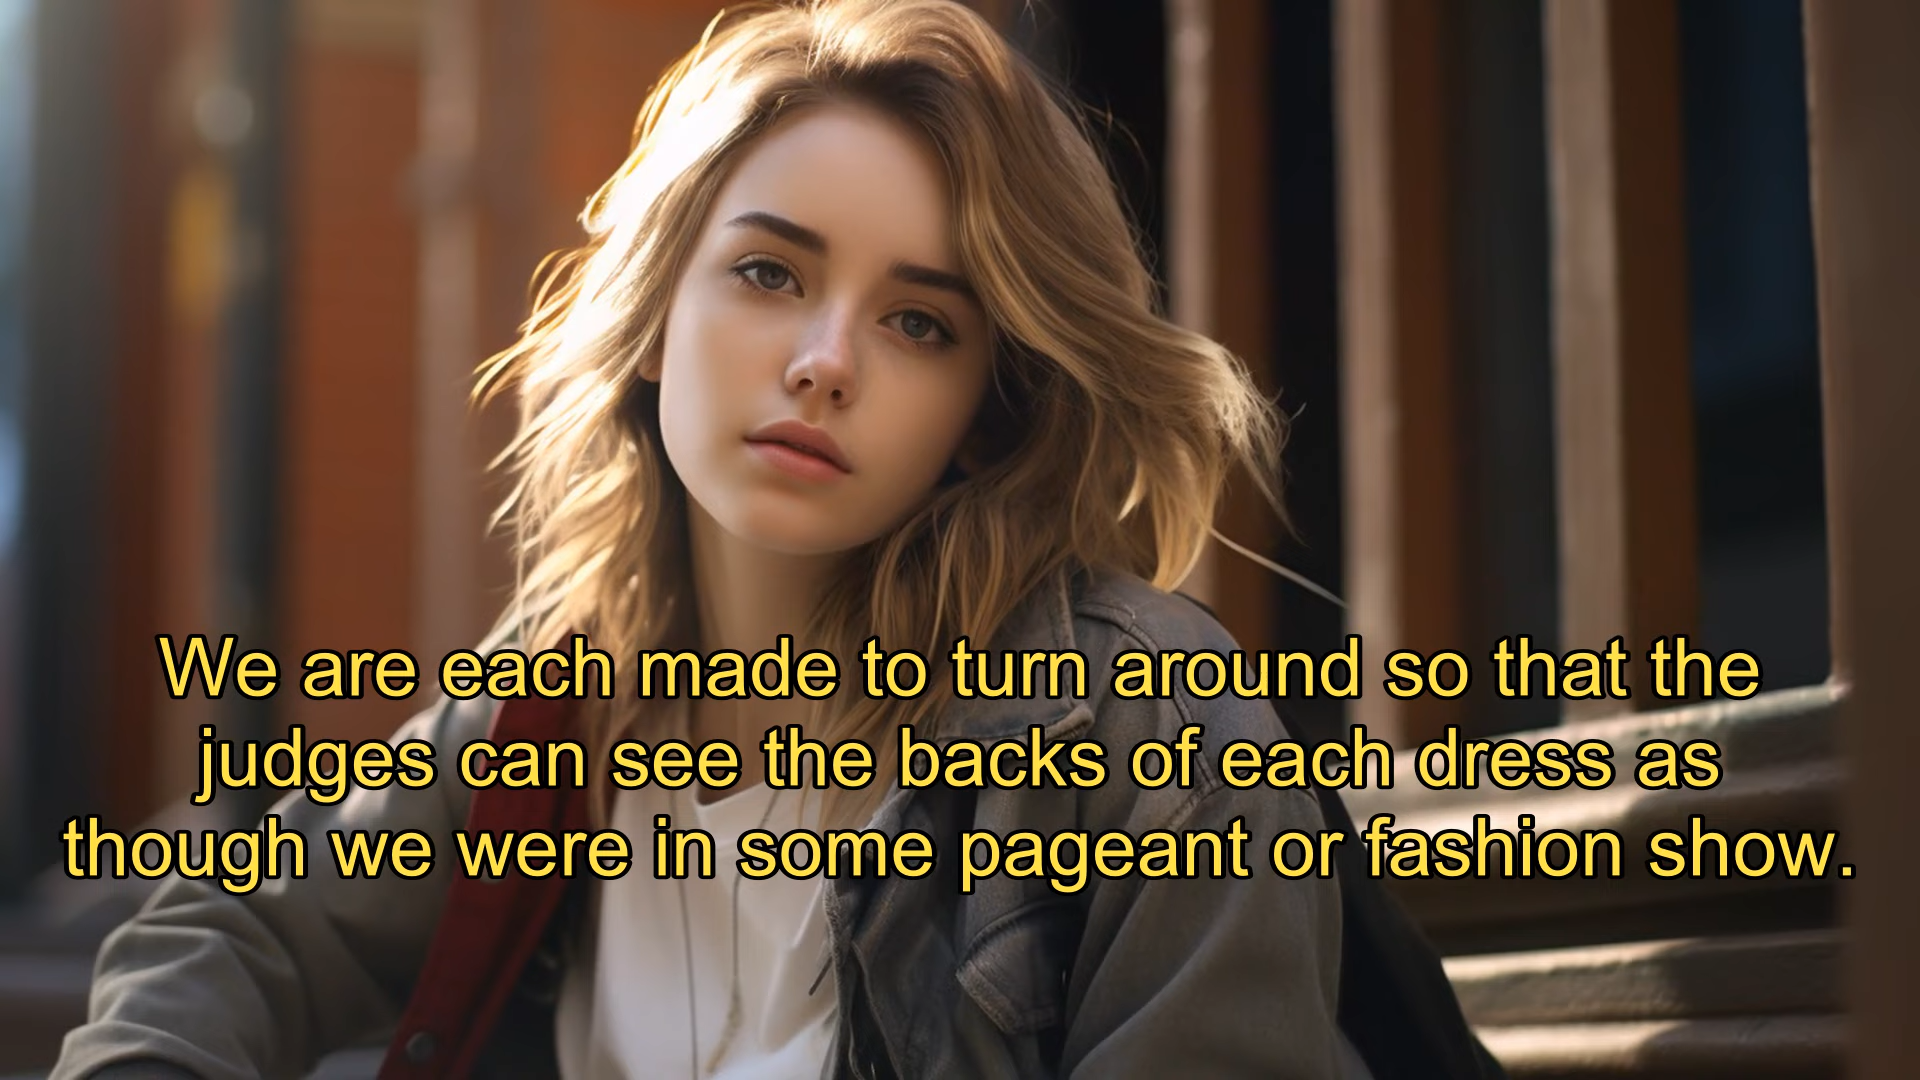 We are each made to turn around so that the
judges can see the backs of each dress as
though we were in some pageant or fashion show.